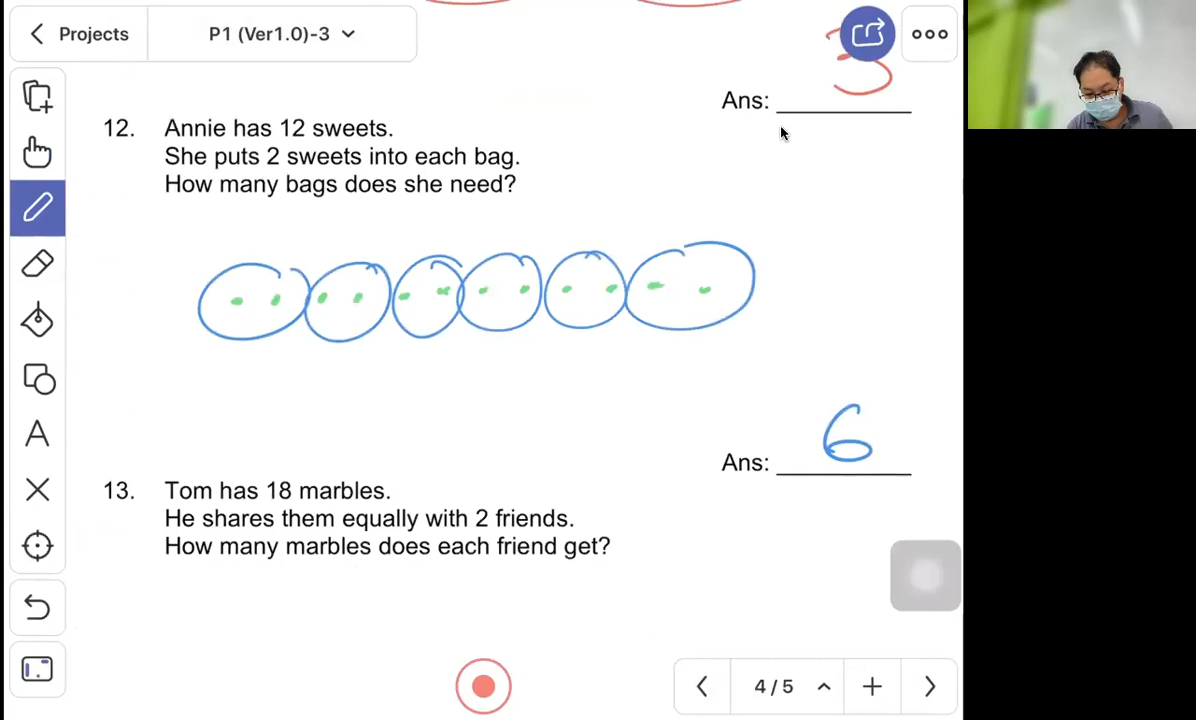 Projects
P1 (Ver1.0)-3
3
Ans: ___________
12. Annie has 12 sweets.
She puts 2 sweets into each bag.
How many bags does she need?
6
Ans: ___________
13. Tom has 18 marbles.
He shares them equally with 2 friends.
How many marbles does each friend get?
A
4 / 5